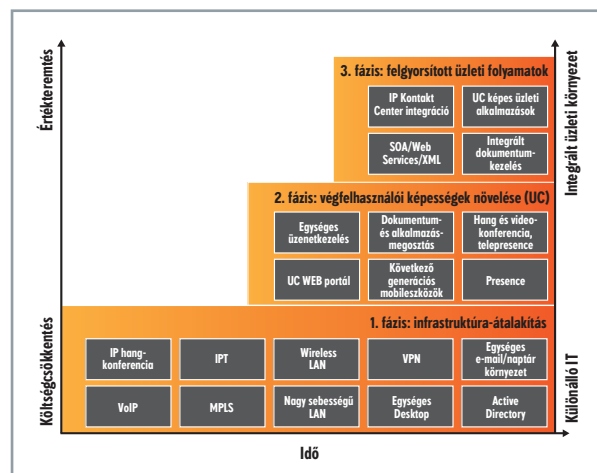 Értékteremtés
Költségcsökkentés
3. fázis: felgyorsított üzleti folyamatok
IP Kontakt
Center integráció
UC képes üzleti
alkalmazások
SOA/Web
Services/XML
Integrált
dokumentum-
kezelés
2. fázis: végfelhasználói képességek növelése (UC)
Egységes
üzenetkezelés
Dokumentum-
és alkalmazás-
megosztás
Hang és video-
konferencia,
telepresence
UC WEB portál
Következő
generációs
mobileszközök
Presence
1. fázis: infrastruktúra-átalakítás
IP hang-
konferencia
IPT
Wireless
LAN
VPN
Egységes
e-mail/naptár
környezet
VoIP
MPLS
Nagy sebességű
LAN
Egységes
Desktop
Active
Directory
Integrált üzleti környezet
Különálló IT
Idő